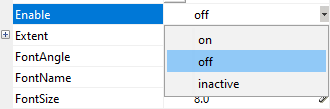 Enable off
Extent on
FontAngle off
FontName inactive
FontSize 8.0